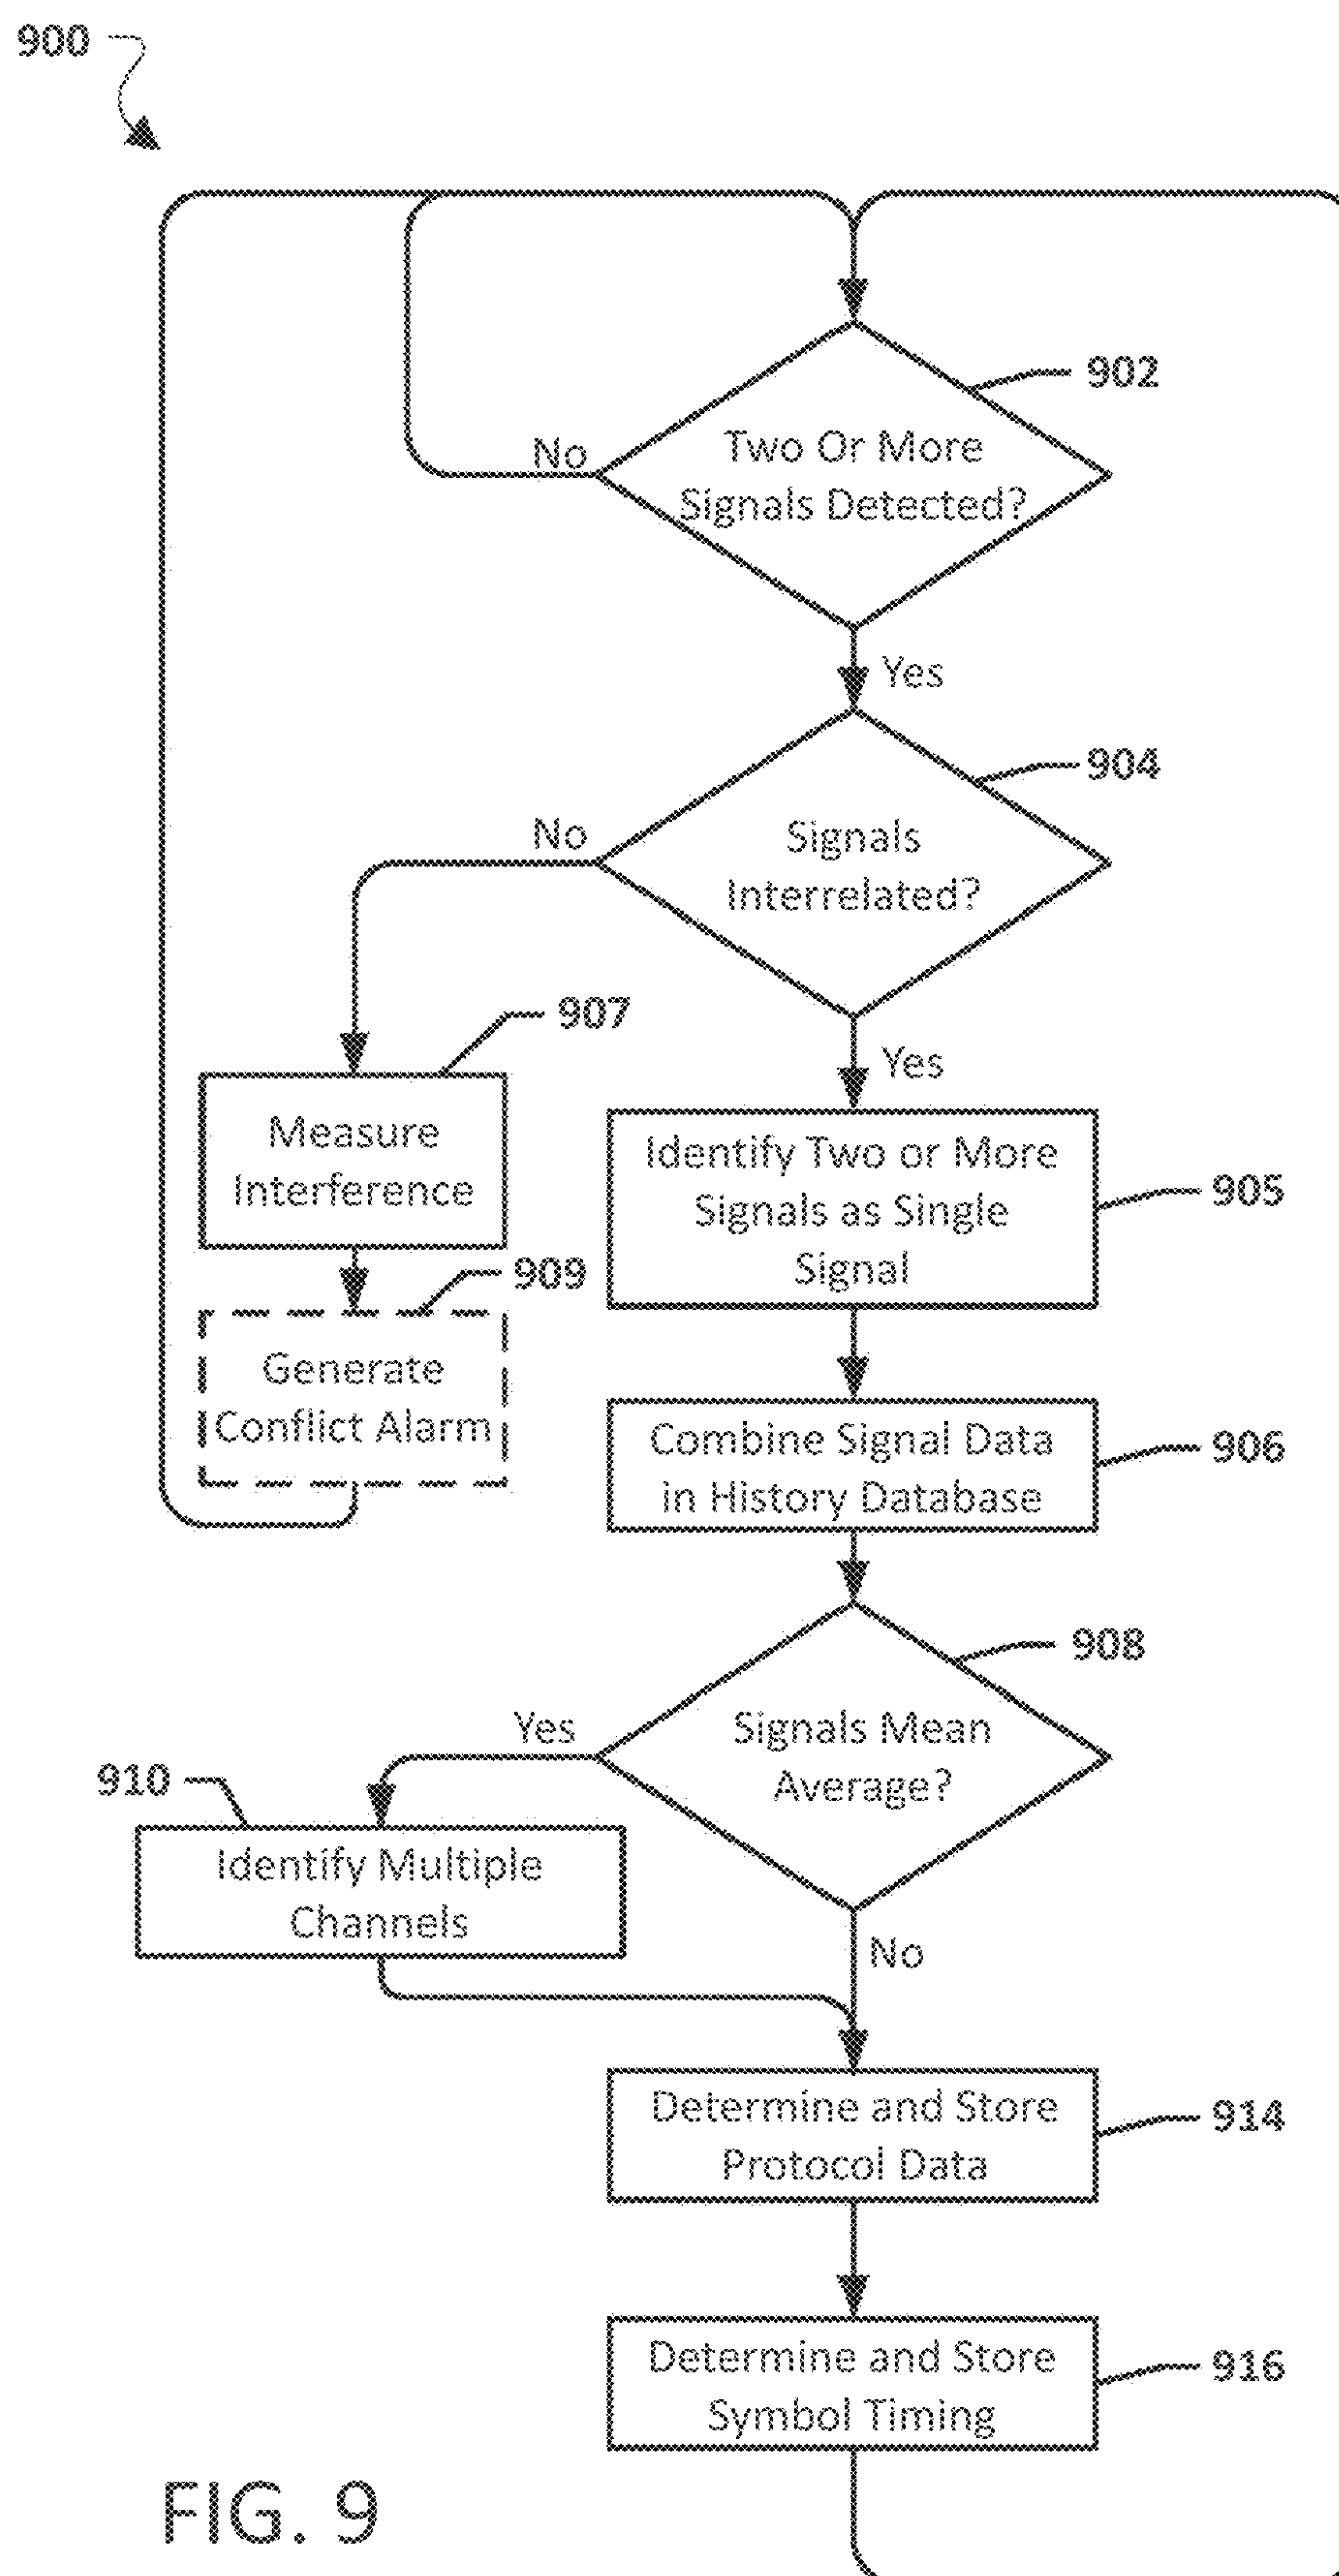 900
902
Two Or More
Signals Detected?
No
Yes
904
Signals
Interrelated?
No
Yes
907
Measure
Interference
909
Generate
Conflict Alarm
Identify Two or More
Signals as Single
Signal
905
Combine Signal Data
in History Database
906
908
Signals Mean
Average?
Yes
910
Identify Multiple
Channels
No
Determine and Store
Protocol Data
914
Determine and Store
Symbol Timing
916
FIG. 9